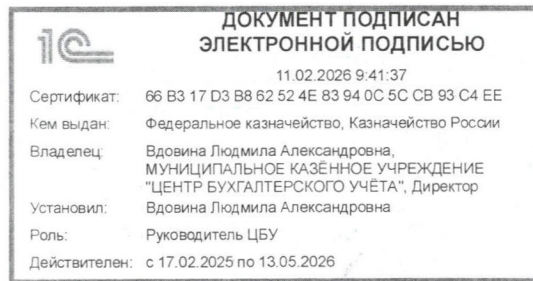 1С
ДОКУМЕНТ ПОДПИСАН
ЭЛЕКТРОННОЙ ПОДПИСЬЮ
11.02.2026 9:41:37
Сертификат: 66 B3 17 D3 B8 62 52 4E 83 94 0C 5C CB 93 C4 EE
Кем выдан: Федеральное казначейство, Казначейство России
Владелец: Вдовина Людмила Александровна,
МУНИЦИПАЛЬНОЕ КАЗЁННОЕ УЧРЕЖДЕНИЕ
"ЦЕНТР БУХГАЛТЕРСКОГО УЧЁТА", Директор
Установил: Вдовина Людмила Александровна
Роль: Руководитель ЦБУ
Действителен: с 17.02.2025 по 13.05.2026